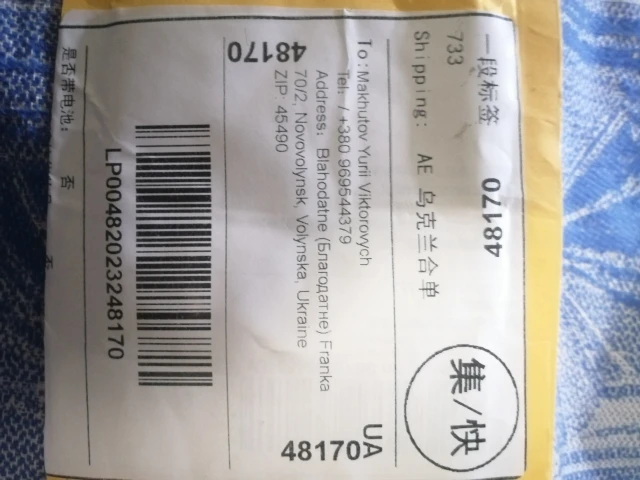 一段标签
48170
733
Shipping: AE 乌克兰合单
集/快
To: Makhutov Yurii Viktorovych
Tel: / +380 969544379
Address: Blahodatne (Благодатне) Franka
70/2, Novovolynsk, Volynska, Ukraine
ZIP: 45490
48170
UA
48170
LP00482023248170
是否带电池: 否